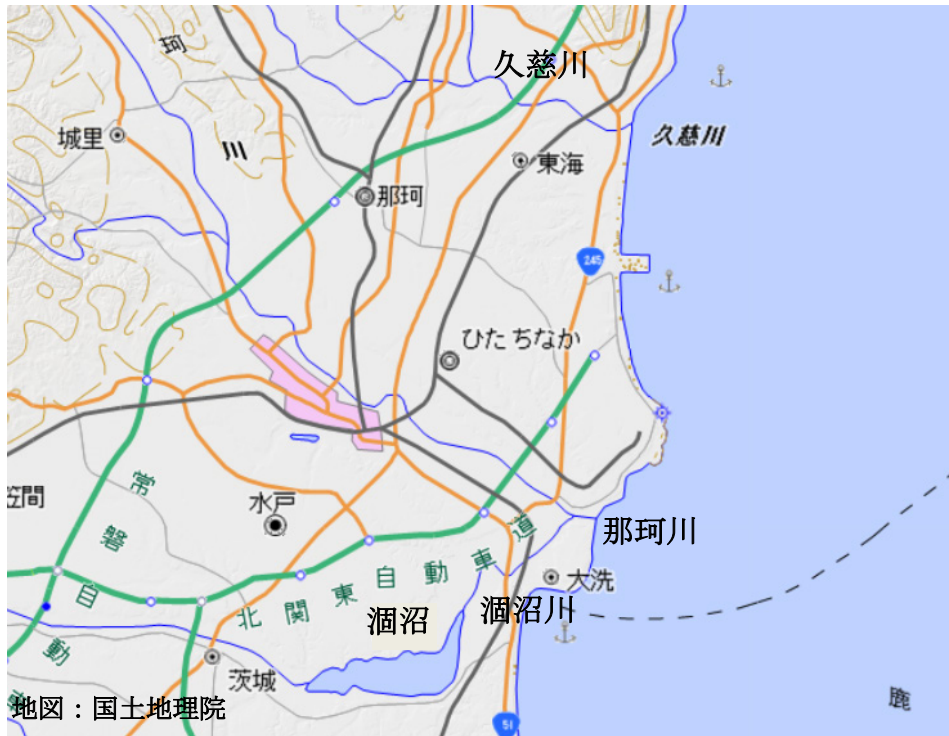 珂
久慈川
城里
久慈川
川
東海
那珂
245
ひたちなか
常
笠間
水戸
磐
道
那珂川
車
動
自
大洗
自
東
関
北
涸沼
涸沼川
動
茨城
鹿
地図：国土地理院
51